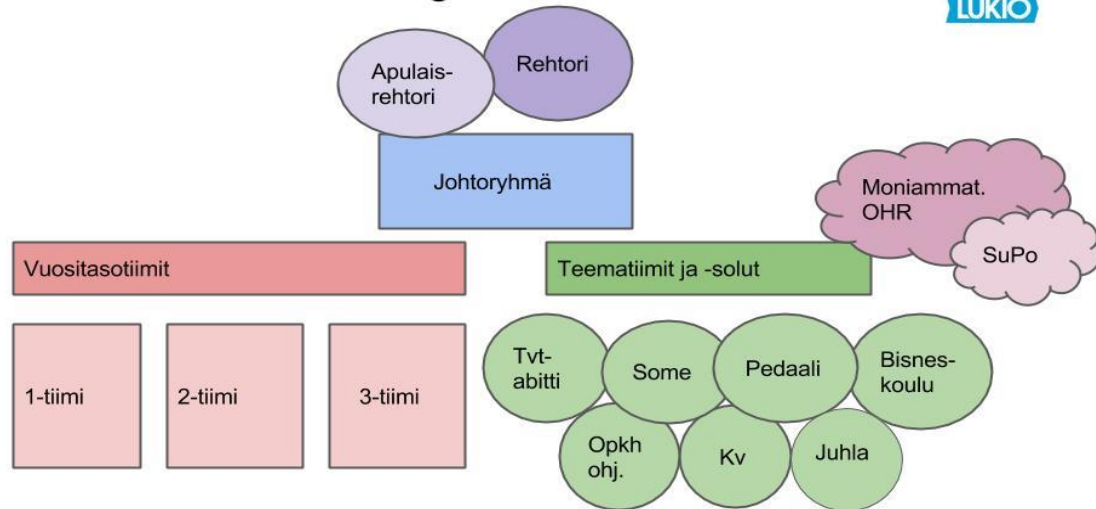 LUKIO
Apulais-
rehtori
Rehtori
Johtoryhmä
Moniammat.
OHR
SuPo
Vuositasotiimit
Teematiimit ja -solut
1-tiimi
2-tiimi
3-tiimi
Tvt-
abitti
Some
Pedaali
Bisnes-
koulu
Opkh
ohj.
Kv
Juhla